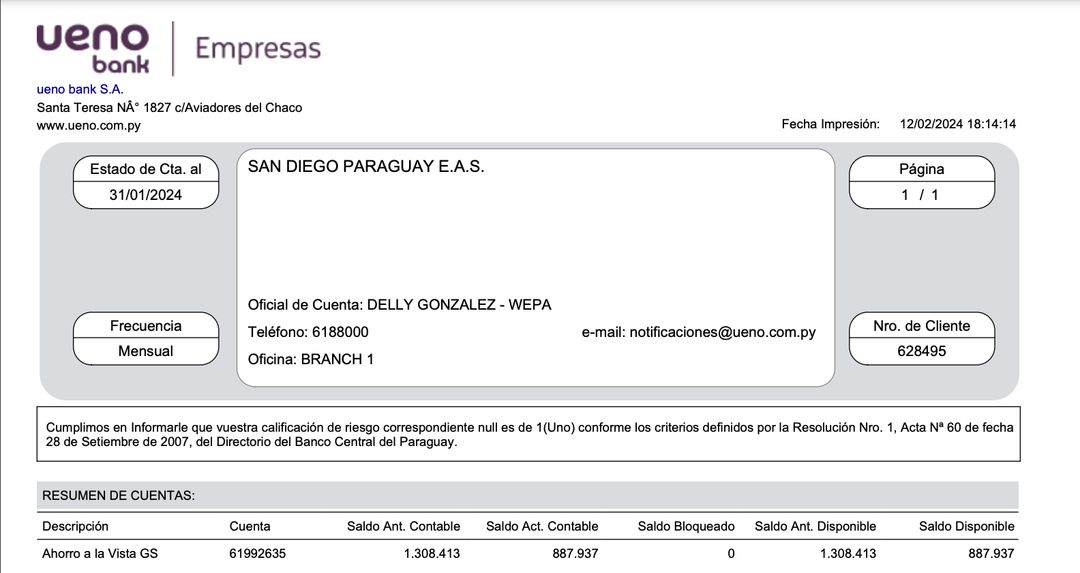 ueno bank | Empresas
ueno bank S.A.
Santa Teresa NÂ° 1827 c/Aviadores del Chaco
www.ueno.com.py
Fecha Impresión: 12/02/2024 18:14:14
Estado de Cta. al
31/01/2024
SAN DIEGO PARAGUAY E.A.S.
Página
1 / 1
Oficial de Cuenta: DELLY GONZALEZ - WEPA
Frecuencia
Mensual
Teléfono: 6188000 e-mail: notificaciones@ueno.com.py
Oficina: BRANCH 1
Nro. de Cliente
628495
Cumplimos en Informarle que vuestra calificación de riesgo correspondiente null es de 1(Uno) conforme los criterios definidos por la Resolución Nro. 1, Acta Nª 60 de fecha
28 de Setiembre de 2007, del Directorio del Banco Central del Paraguay.
RESUMEN DE CUENTAS:
Descripción Cuenta Saldo Ant. Contable Saldo Act. Contable Saldo Bloqueado Saldo Ant. Disponible Saldo Disponible
Ahorro a la Vista GS 61992635 1.308.413 887.937 0 1.308.413 887.937